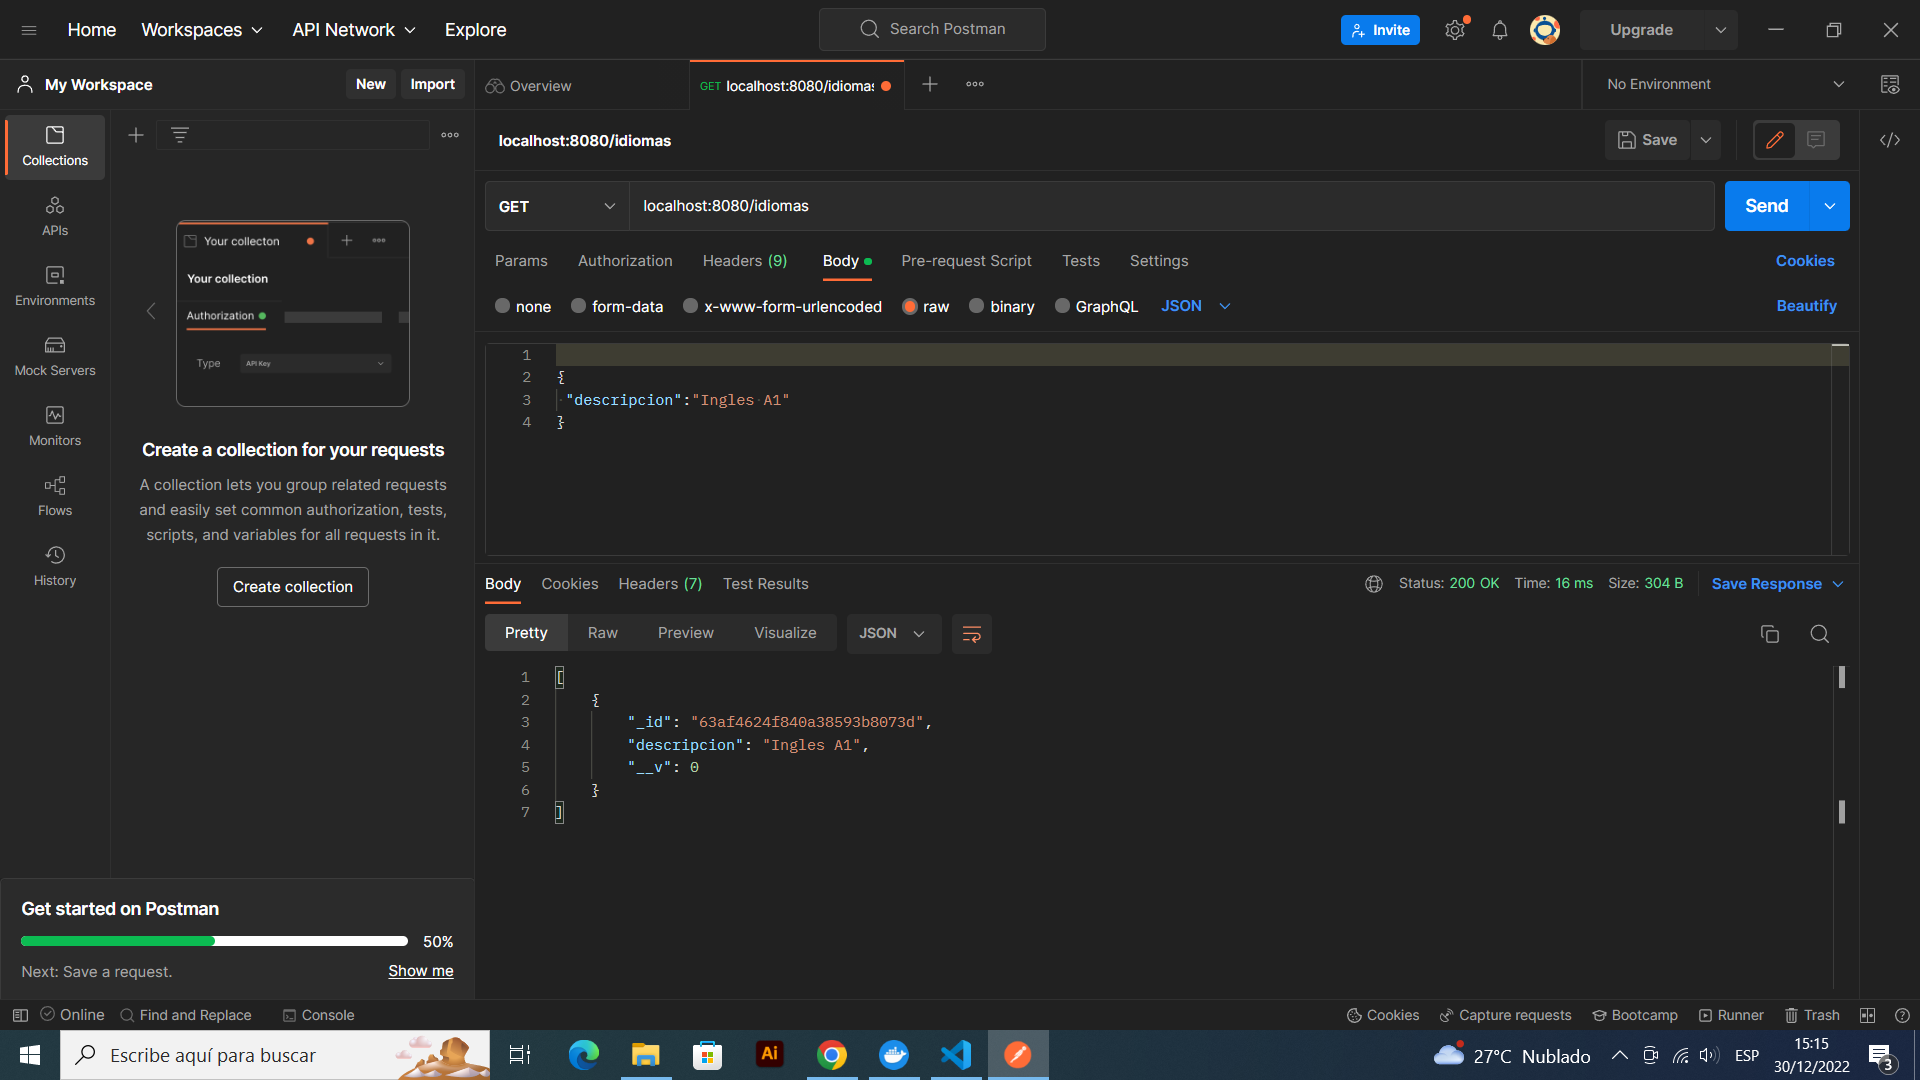 Home
Workspaces
API Network
Explore
Search Postman
Invite
Upgrade
My Workspace
New
Import
Overview
GET localhost:8080/idiomas
No Environment
Collections
APIs
Environments
Mock Servers
Monitors
Flows
History
Your collecton
Your collection
Authorization
Type
API Key
Create a collection for your requests
A collection lets you group related requests
and easily set common authorization, tests,
scripts, and variables for all requests in it.
Create collection
Get started on Postman
50%
Next: Save a request.
Show me
localhost:8080/idiomas
Save
GET
localhost:8080/idiomas
Send
Params
Authorization
Headers (9)
Body
Pre-request Script
Tests
Settings
Cookies
none
form-data
x-www-form-urlencoded
raw
binary
GraphQL
JSON
Beautify
1
2 {
3 "descripcion":"Ingles A1"
4 }
Body
Cookies
Headers (7)
Test Results
Status: 200 OK
Time: 16 ms
Size: 304 B
Save Response
Pretty
Raw
Preview
Visualize
JSON
1 [
2 {
3 "_id": "63af4624f840a38593b8073d",
4 "descripcion": "Ingles A1",
5 "__v": 0
6 }
7 ]
Online
Find and Replace
Console
Cookies
Capture requests
Bootcamp
Runner
Trash
Escribe aquí para buscar
Ai
27°C Nublado
ESP
15:15
30/12/2022
3